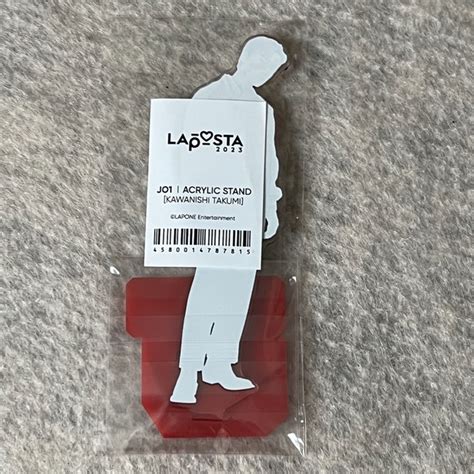 LAPOSTA
2023
JO1 | ACRYLIC STAND
[KAWANISHI TAKUMI]
©LAPONE Entertainment
4580014787815